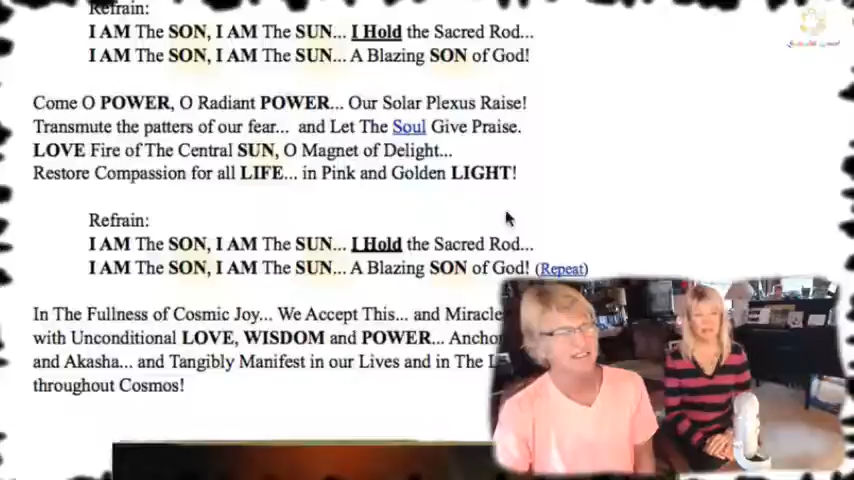 Refrain:
I AM The SON, I AM The SUN... I Hold the Sacred Rod...
I AM The SON, I AM The SUN... A Blazing SON of God!
Come O POWER, O Radiant POWER... Our Solar Plexus Raise!
Transmute the patters of our fear... and Let The Soul Give Praise.
LOVE Fire of The Central SUN, O Magnet of Delight...
Restore Compassion for all LIFE... in Pink and Golden LIGHT!
Refrain:
I AM The SON, I AM The SUN... I Hold the Sacred Rod...
I AM The SON, I AM The SUN... A Blazing SON of God! (Repeat)
In The Fullness of Cosmic Joy... We Accept This... and Miracle
with Unconditional LOVE, WISDOM and POWER... Ancho
and Akasha... and Tangibly Manifest in our Lives and in The
throughout Cosmos!